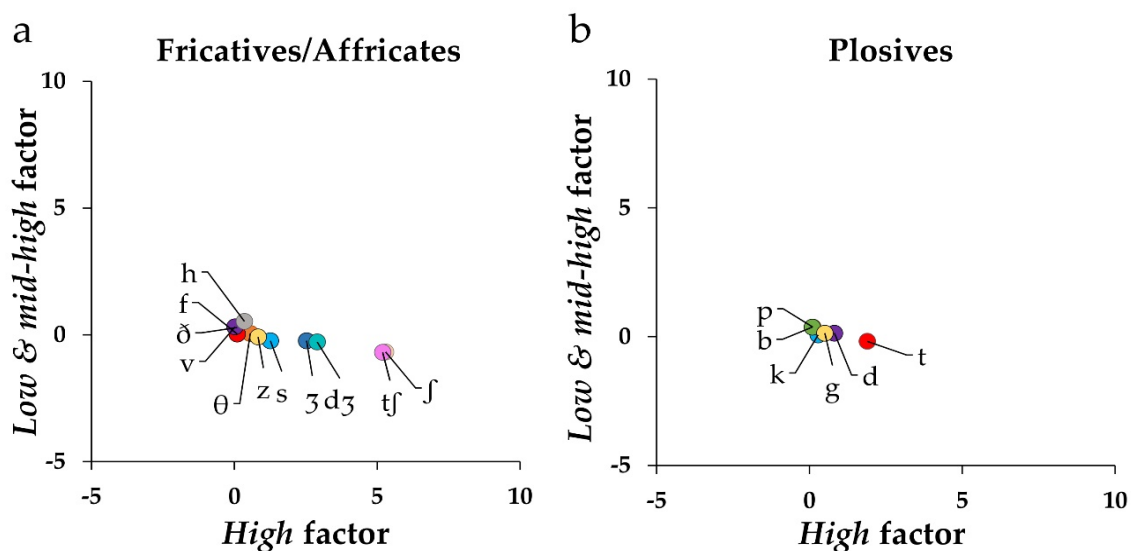 a
Fricatives/Affricates
Low & mid-high factor
10
5
0
-5
h
f
ð
v
θ
z
s
ʒ
dʒ
tʃ
ʃ
-5
0
5
10
High factor
b
Plosives
Low & mid-high factor
10
5
0
-5
p
b
k
g
d
t
-5
0
5
10
High factor